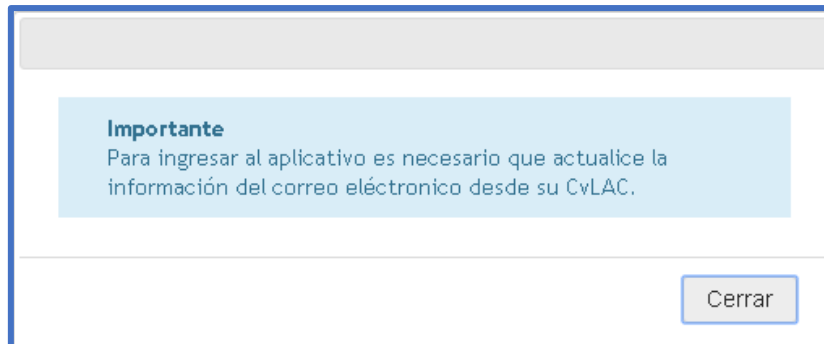 Importante
Para ingresar al aplicativo es necesario que actualice la
información del correo eléctronico desde su CvLAC.
Cerrar